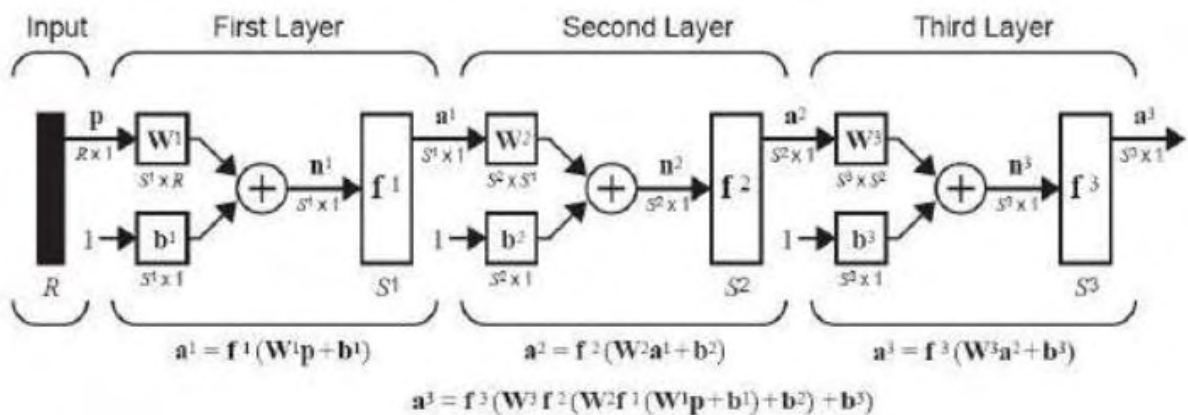 Input First Layer Second Layer Third Layer
p a¹ a² a³
W¹ W² W³
R x 1 S¹ x 1 S² x 1 S³ x 1
S¹ x R n¹ S² x S¹ n² S³ x S² n³
f ¹ f ² f ³
S¹ x 1 S² x 1 S³ x 1
1 b¹ 1 b² 1 b³
S¹ x 1 S² x 1 S³ x 1
R S¹ S² S³
a¹ = f ¹ (W¹p + b¹) a² = f ² (W²a¹ + b²) a³ = f ³ (W³a² + b³)
a³ = f ³ (W³ f ² (W² f ¹ (W¹p + b¹) + b²) + b³)